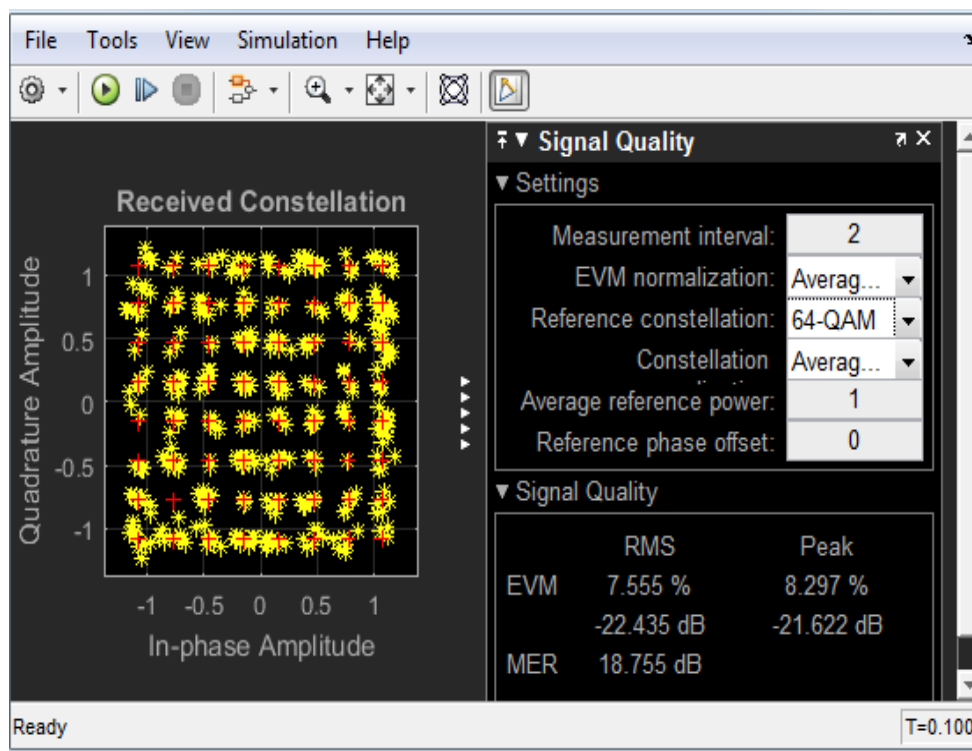 File Tools View Simulation Help
Signal Quality
Settings
Measurement interval: 2
EVM normalization: Averag...
Reference constellation: 64-QAM
Constellation Averag...
Average reference power: 1
Reference phase offset: 0
Signal Quality
RMS Peak
EVM 7.555 % 8.297 %
-22.435 dB -21.622 dB
MER 18.755 dB
Received Constellation
Quadrature Amplitude
1
0.5
0
-0.5
-1
-1 -0.5 0 0.5 1
In-phase Amplitude
Ready T=0.100